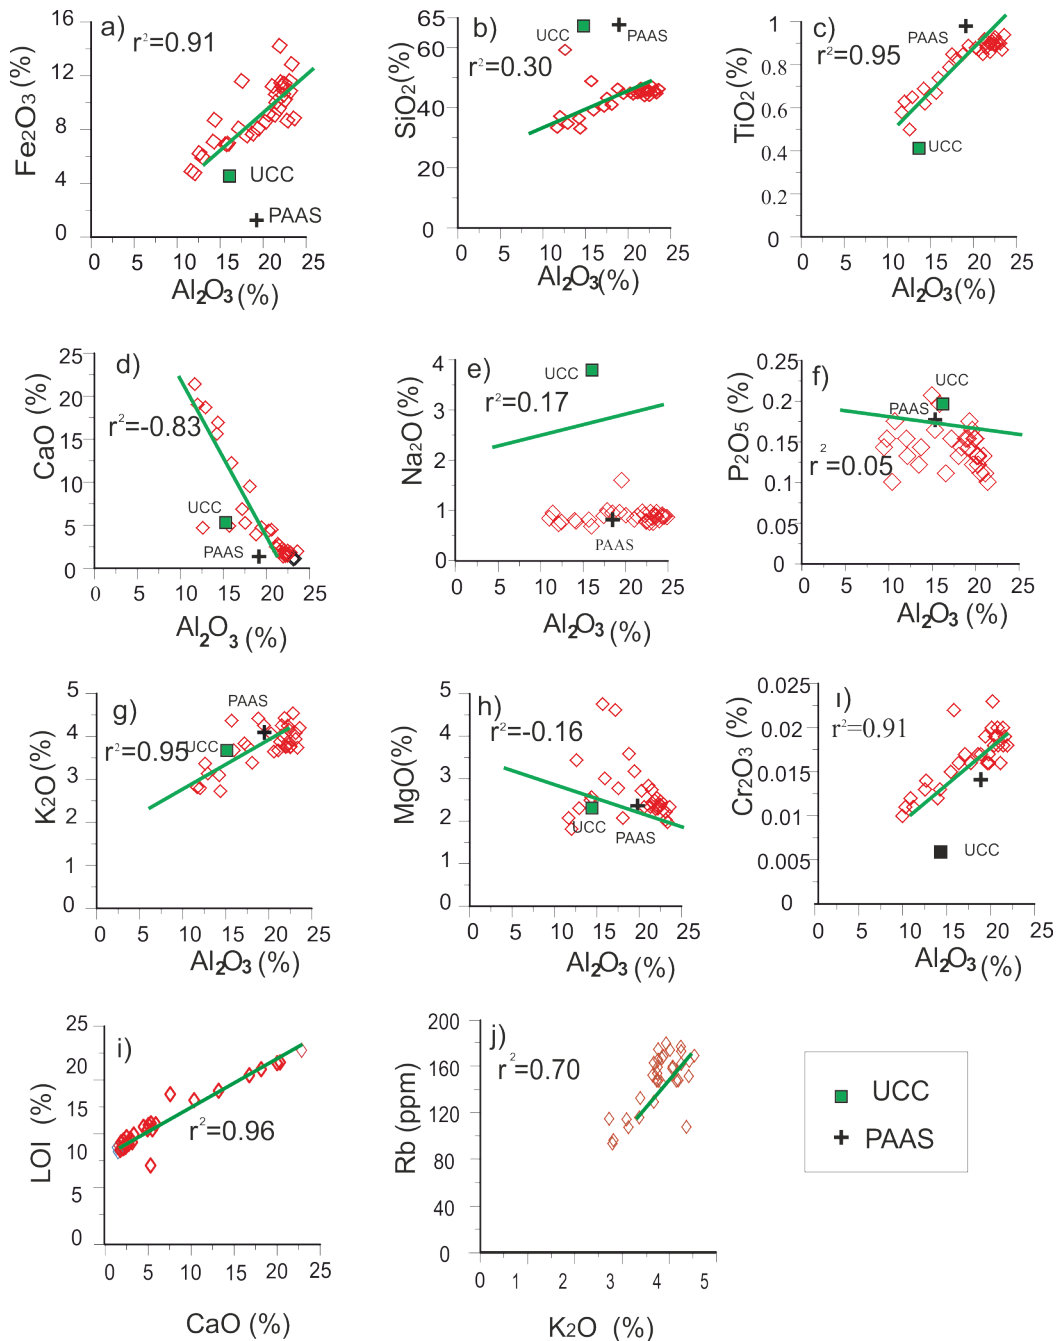 a)
r²=0.91
Fe₂O₃(%)
16
12
8
4
0
UCC
PAAS
0 5 10 15 20 25
Al₂O₃(%)
b)
r²=0.30
SiO₂(%)
65
60
40
20
0
UCC
PAAS
0 5 10 15 20 25
Al₂O₃(%)
c)
r²=0.95
TiO₂(%)
1
0.8
0.6
0.4
0.2
0
PAAS
UCC
0 5 10 15 20 25
Al₂O₃(%)
d)
r²=-0.83
CaO (%)
25
20
15
10
5
0
UCC
PAAS
0 5 10 15 20 25
Al₂O₃ (%)
e)
r²=0.17
Na₂O (%)
4
3
2
1
0
UCC
PAAS
0 5 10 15 20 25
Al₂O₃ (%)
f)
r²=0.05
P₂O₅ (%)
0.25
0.2
0.15
0.1
0.05
0
UCC
PAAS
0 5 10 15 20 25
Al₂O₃ (%)
g)
r²=0.95
K₂O (%)
5
4
3
2
1
0
PAAS
UCC
0 5 10 15 20 25
Al₂O₃ (%)
h)
r²=-0.16
MgO(%)
5
4
3
2
1
0
UCC
PAAS
0 5 10 15 20 25
Al₂O₃ (%)
ı)
r²=0.91
Cr₂O₃ (%)
0.025
0.02
0.015
0.01
0.005
0
UCC
0 5 10 15 20 25
Al₂O₃ (%)
i)
r²=0.96
LOI (%)
25
20
15
10
5
0
0 5 10 15 20 25
CaO (%)
j)
r²=0.70
Rb (ppm)
200
160
120
80
40
0
0 1 2 3 4 5
K₂O (%)
UCC
PAAS